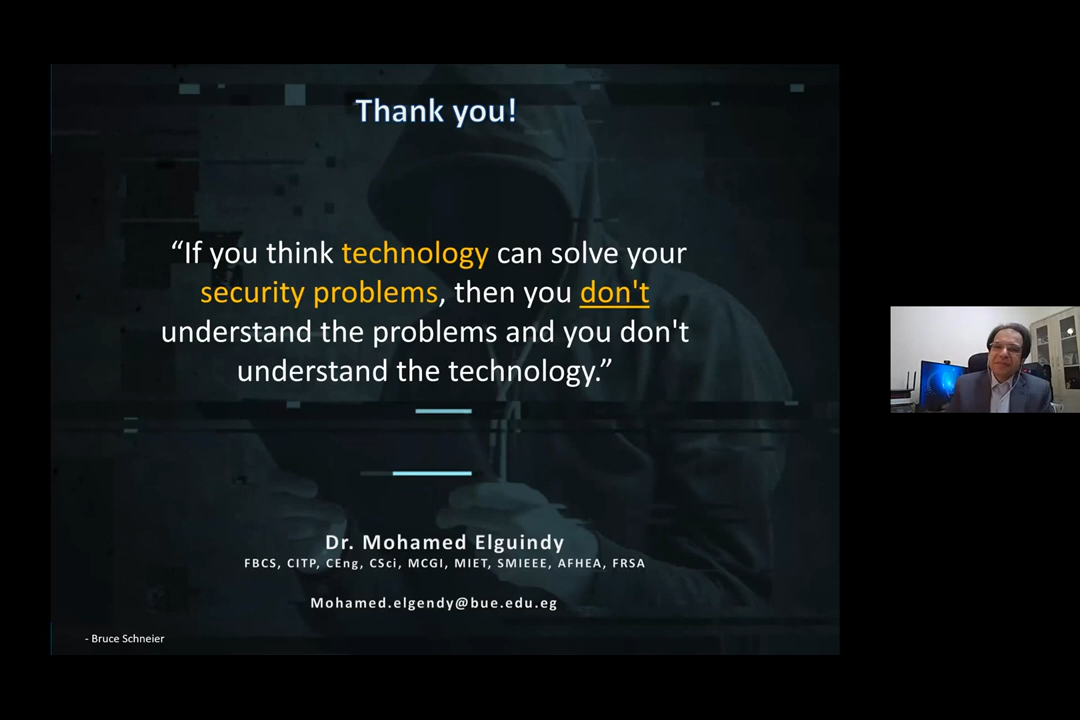 Thank you!
“If you think technology can solve your
security problems, then you don't
understand the problems and you don't
understand the technology.”
Dr. Mohamed Elguindy
FBCS, CITP, CEng, CSci, MCGI, MIET, SMIEEE, AFHEA, FRSA
Mohamed.elgendy@bue.edu.eg
- Bruce Schneier